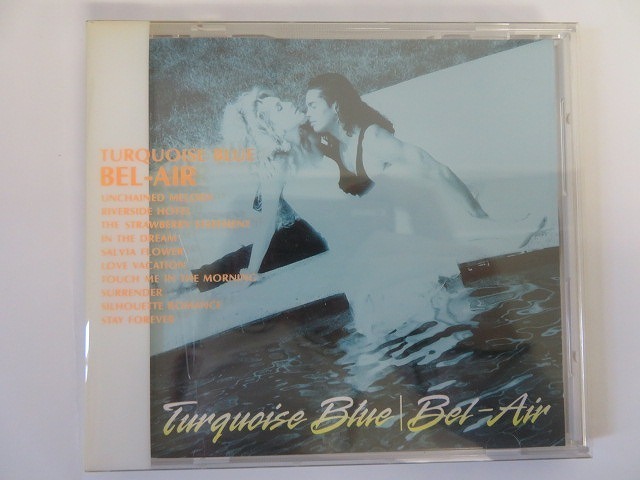 TURQUOISE BLUE
BEL-AIR
UNCHAINED MELODY
RIVERSIDE HOTEL
THE STRAWBERRY STATEMENT
IN THE DREAM
SALVIA FLOWER
LOVE VACATION
TOUCH ME IN THE MORNING
SURRENDER
SILHOUETTE ROMANCE
STAY FOREVER
Turquoise Blue | Bel-Air